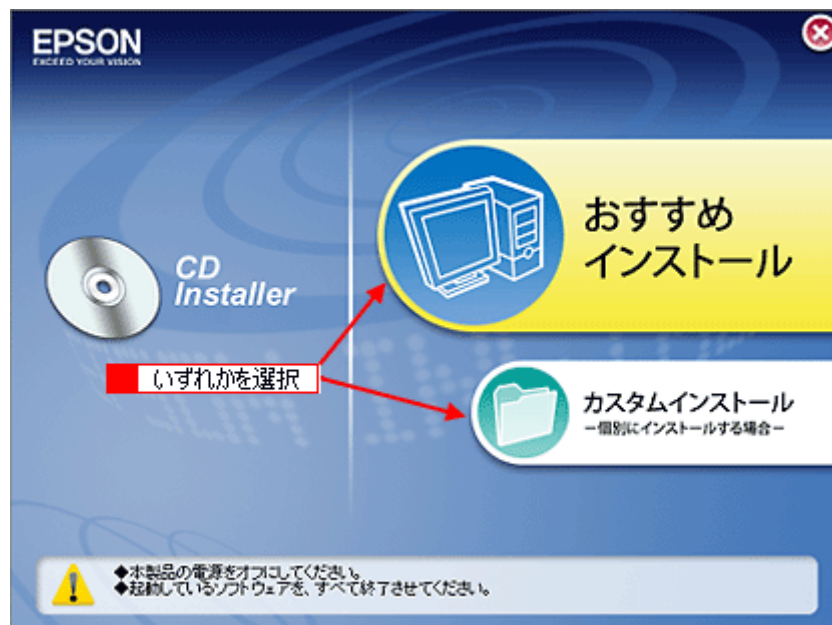 EPSON
EXCEED YOUR VISION
おすすめ
インストール
CD
Installer
いずれかを選択
カスタムインストール
－個別にインストールする場合－
◆本製品の電源をオフにしてください。
◆起動しているソフトウェアを、すべて終了させてください。